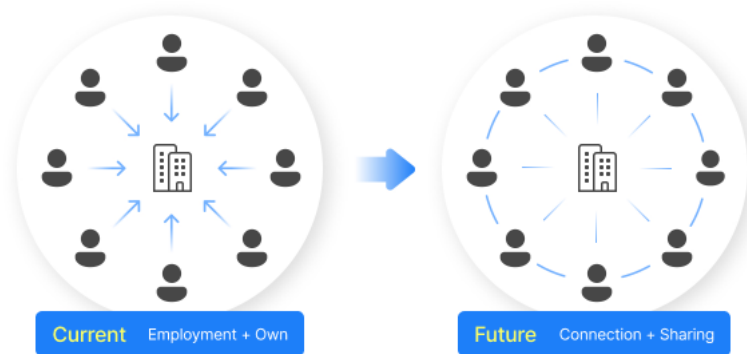 Current Employment + Own
Future Connection + Sharing